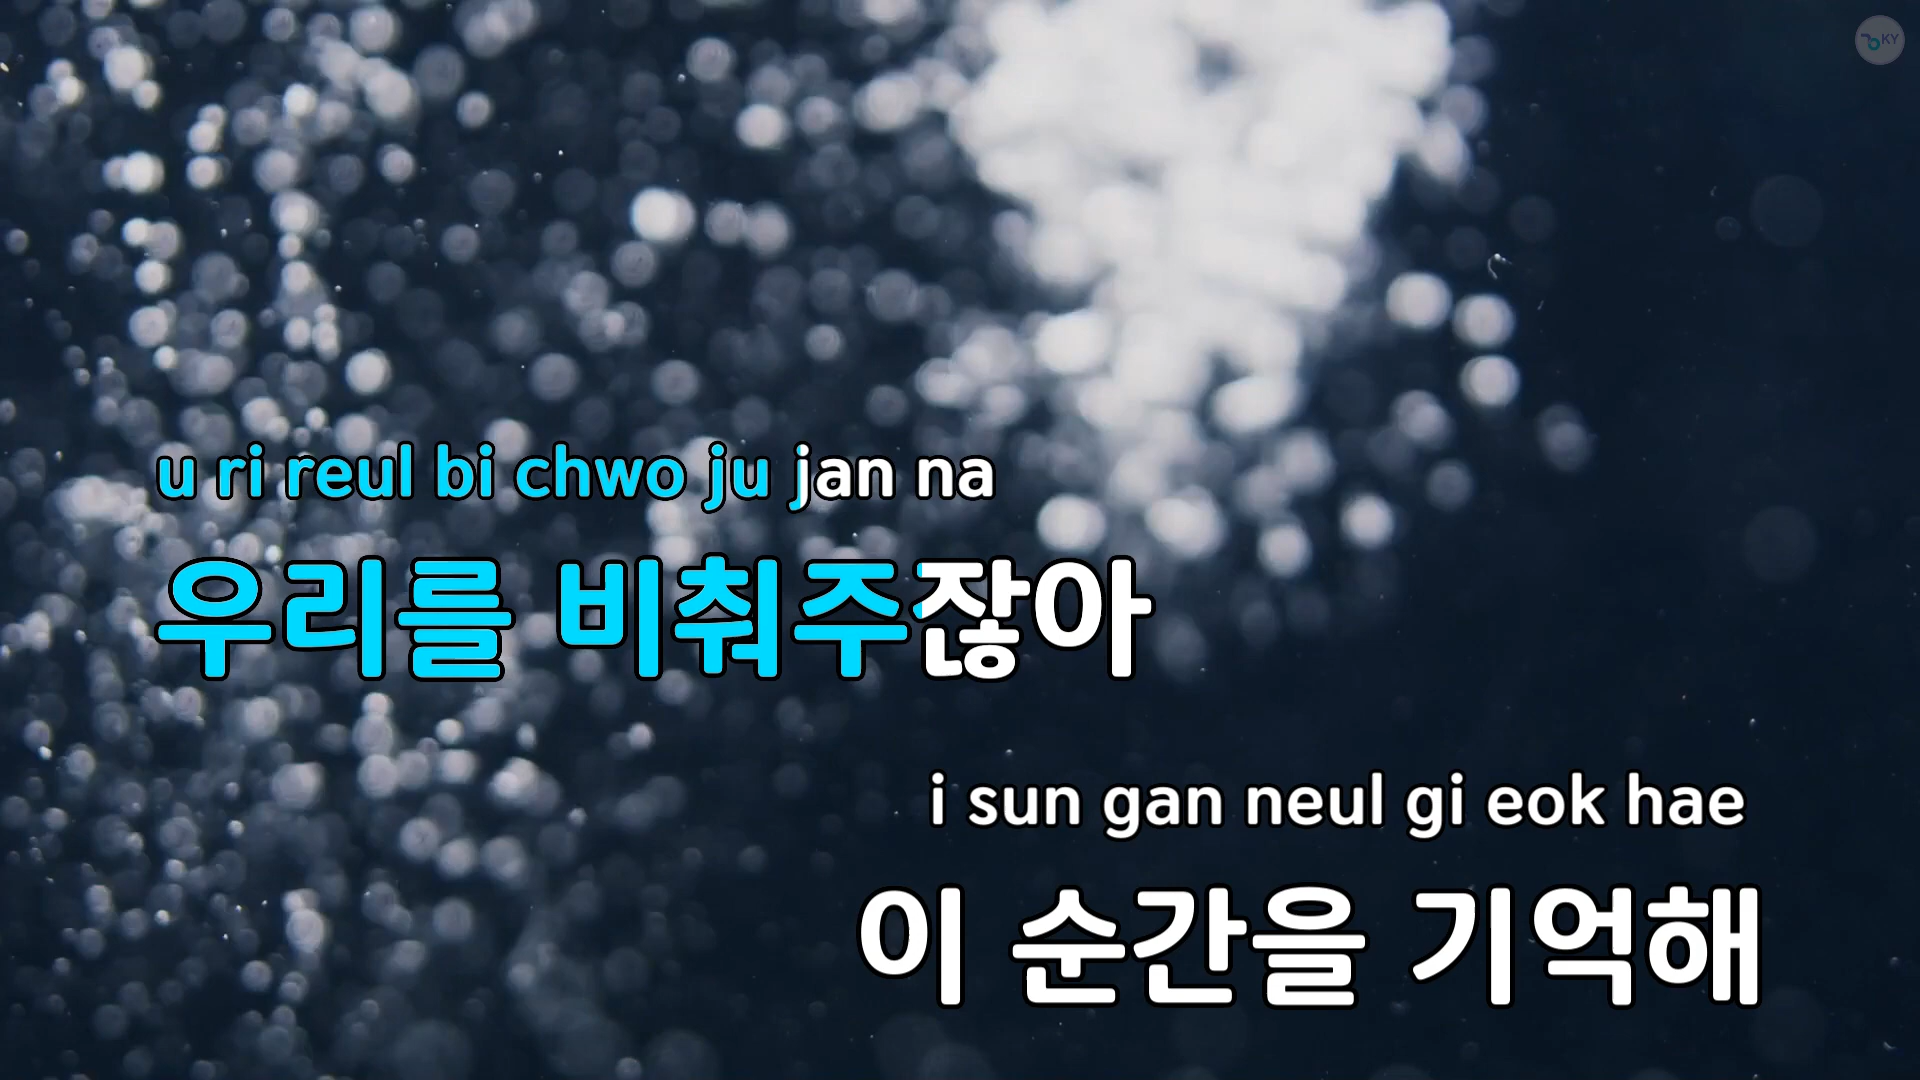 KY
u ri reul bi chwo ju jan na
우리를 비춰주잖아
i sun gan neul gi eok hae
이 순간을 기억해